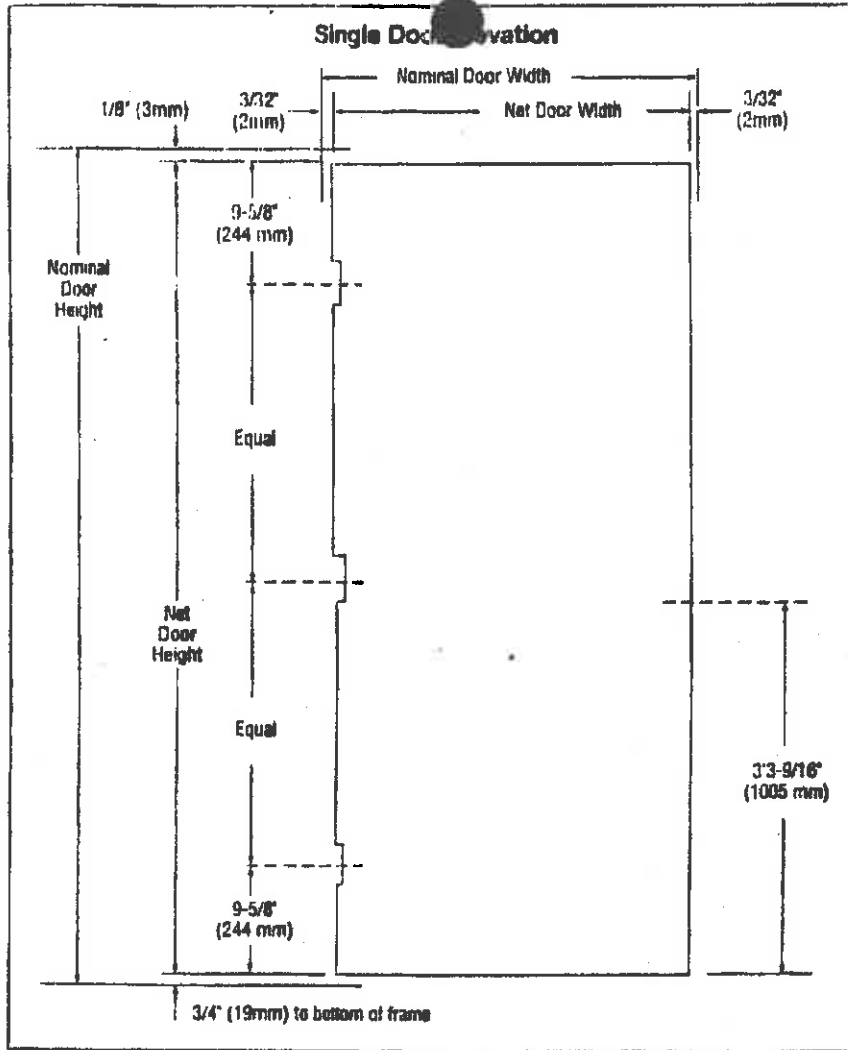 Single Door Elevation
Nominal Door Width
1/8" (3mm)
3/32"
(2mm)
Net Door Width
3/32"
(2mm)
9-5/8"
(244 mm)
Nominal
Door
Height
Equal
Net
Door
Height
Equal
3'3-9/16"
(1005 mm)
9-5/8"
(244 mm)
3/4" (19mm) to bottom of frame